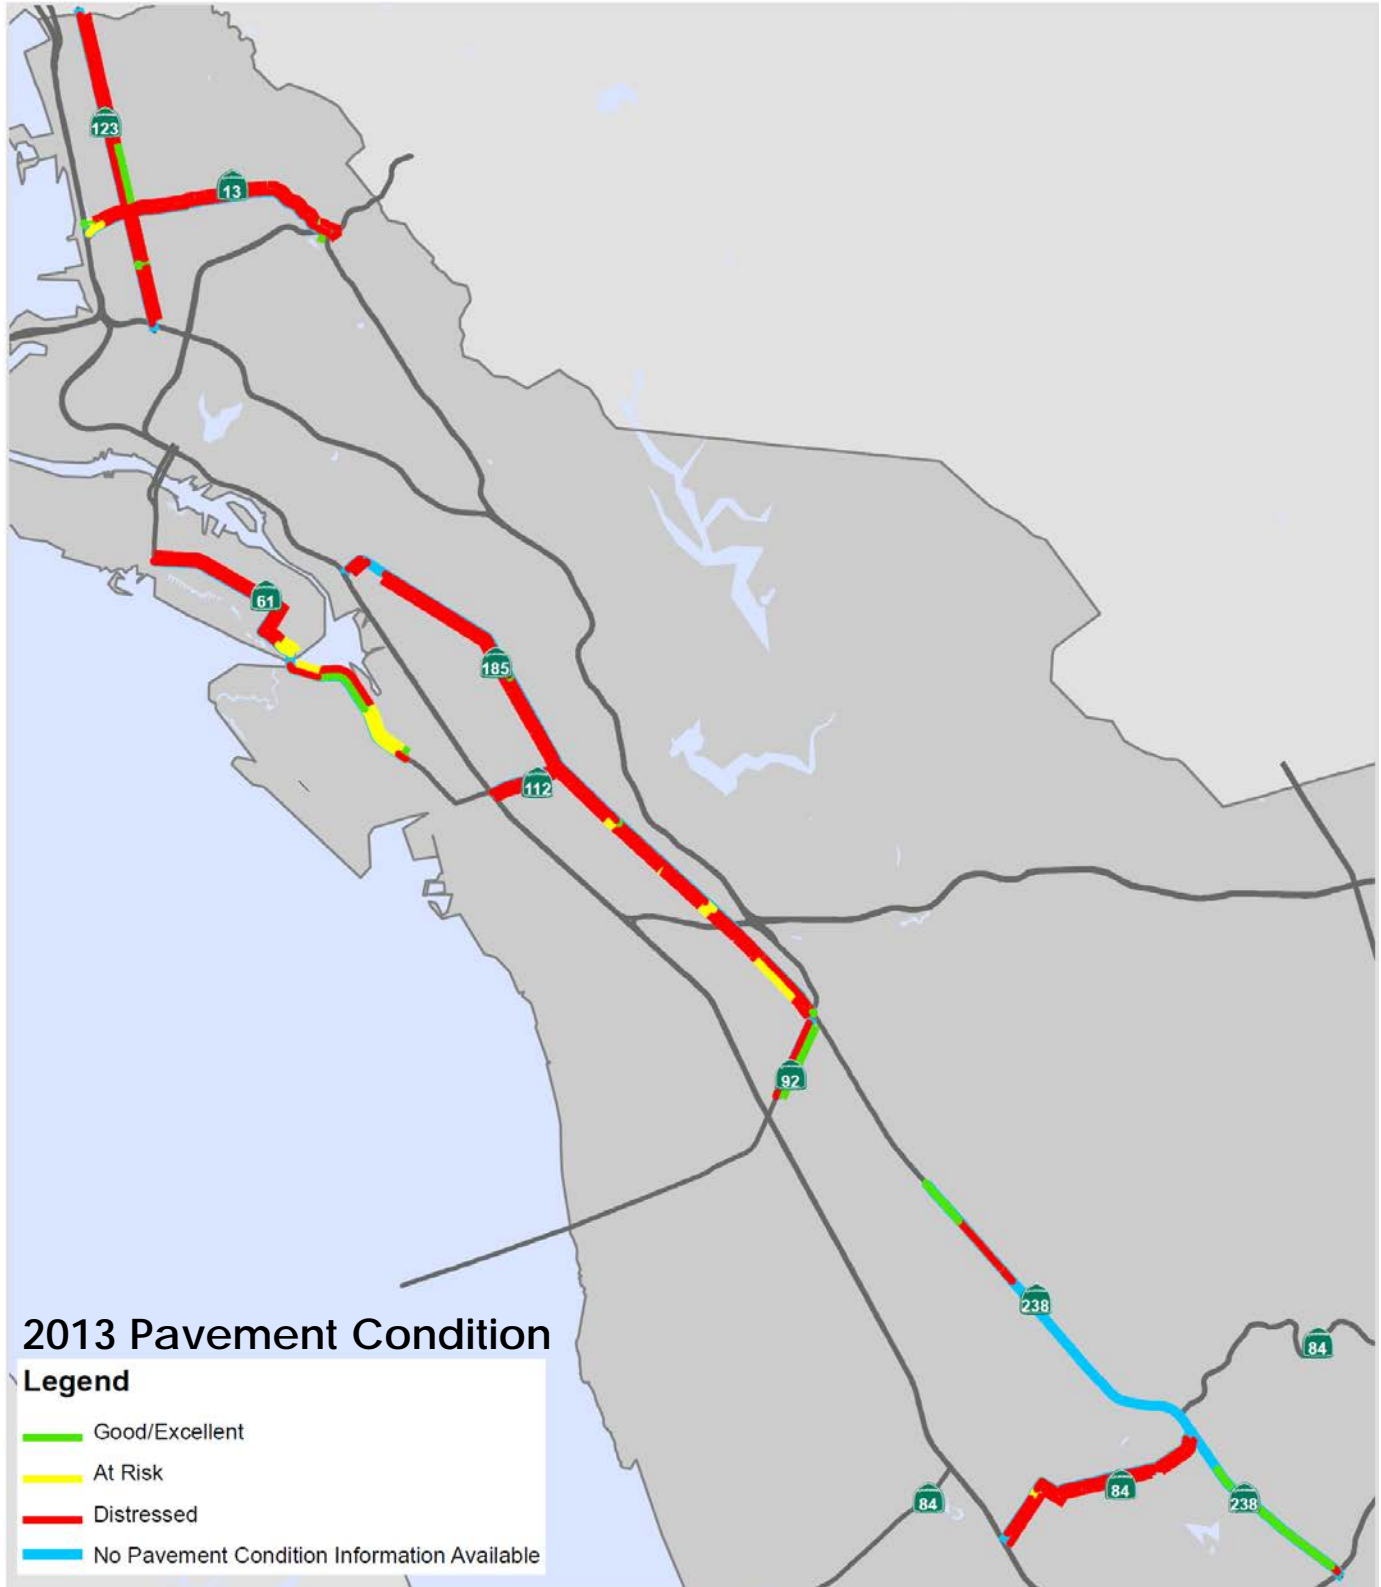 123
13
61
185
112
92
238
84
84
84
238
2013 Pavement Condition
Legend
Good/Excellent
At Risk
Distressed
No Pavement Condition Information Available